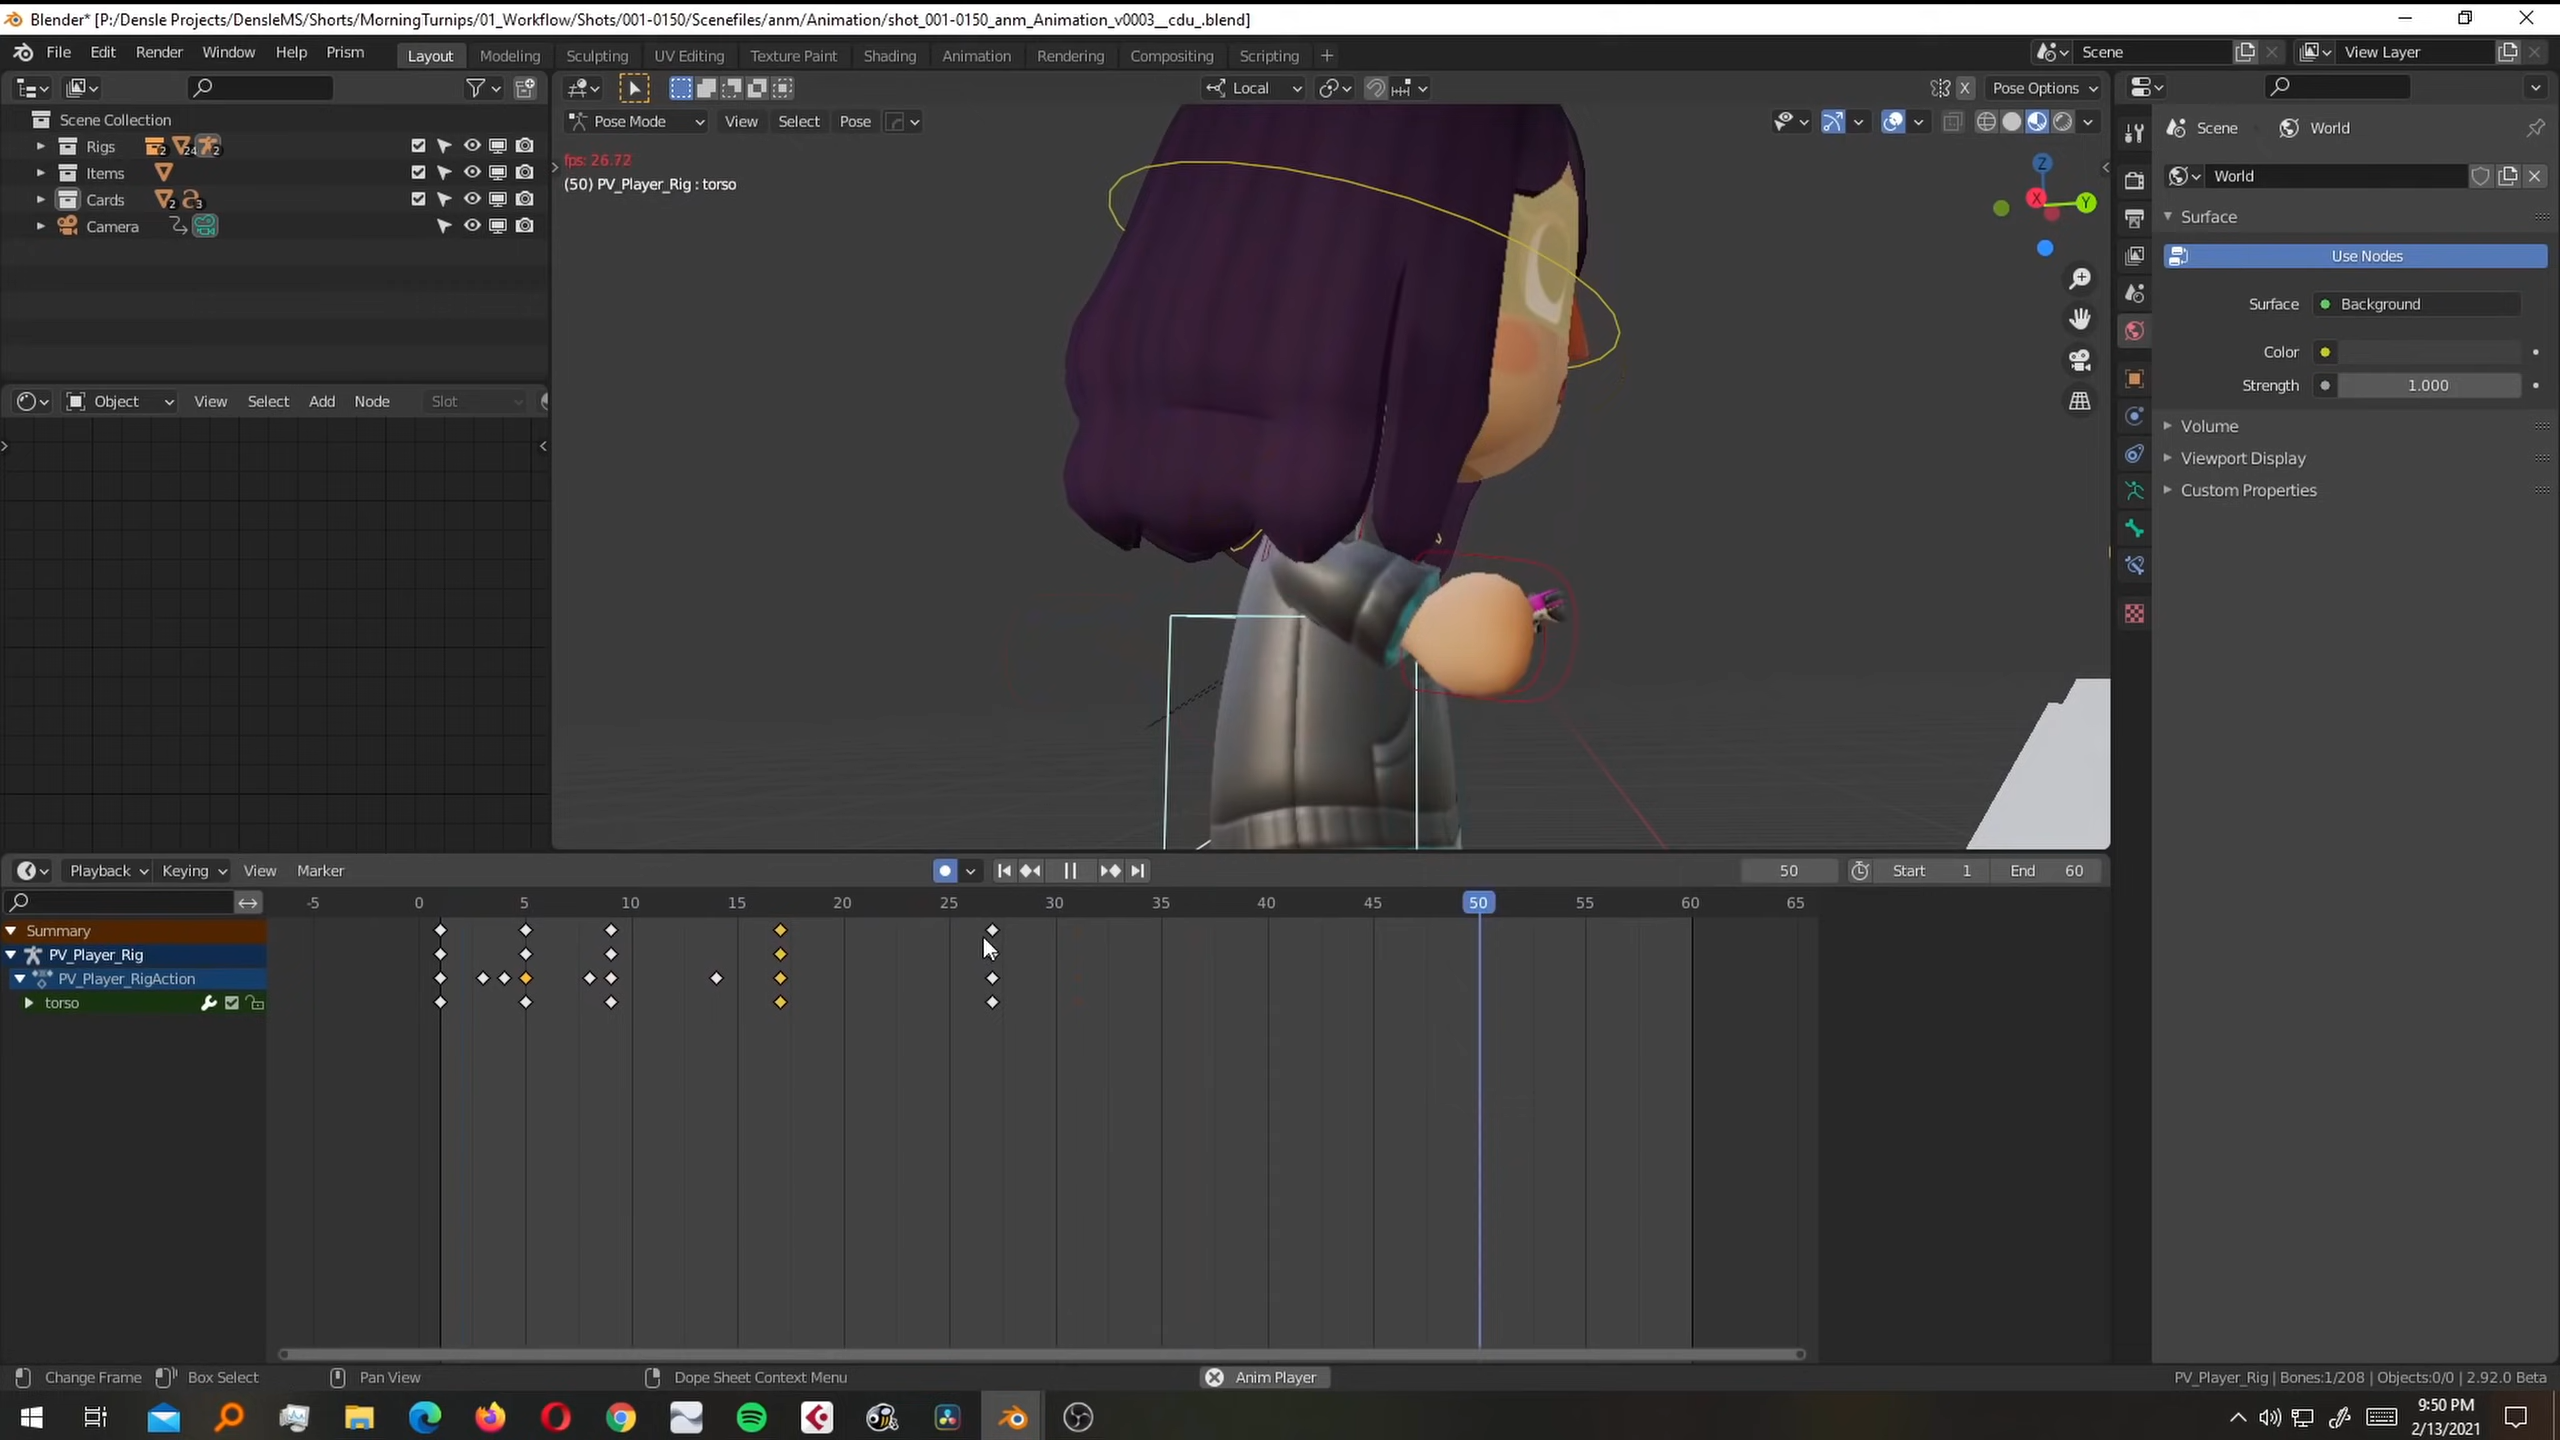 Blender* [P:/Densle Projects/DensleMS/Shorts/MorningTurnips/01_Workflow/Shots/001-0150/Scenefiles/anm/Animation/shot_001-0150_anm_Animation_v0003__cdu_.blend]
File Edit Render Window Help Prism Layout Modeling Sculpting UV Editing Texture Paint Shading Animation Rendering Compositing Scripting + Scene View Layer
Local Pose Options
Scene Collection
Pose Mode View Select Pose
Rigs 2 24 2
Items
Cards 2 3
Camera
fps: 26.72
(50) PV_Player_Rig : torso
X Z Y
Scene World
World
Surface
Use Nodes
Surface Background
Color
Strength 1.000
Volume
Viewport Display
Custom Properties
Object View Select Add Node Slot
Playback Keying View Marker 50 Start 1 End 60
-5 0 5 10 15 20 25 30 35 40 45 50 55 60 65
Summary
PV_Player_Rig
PV_Player_RigAction
torso
Change Frame Box Select Pan View Dope Sheet Context Menu Anim Player PV_Player_Rig | Bones:1/208 | Objects:0/0 | 2.92.0 Beta
9:50 PM
2/13/2021